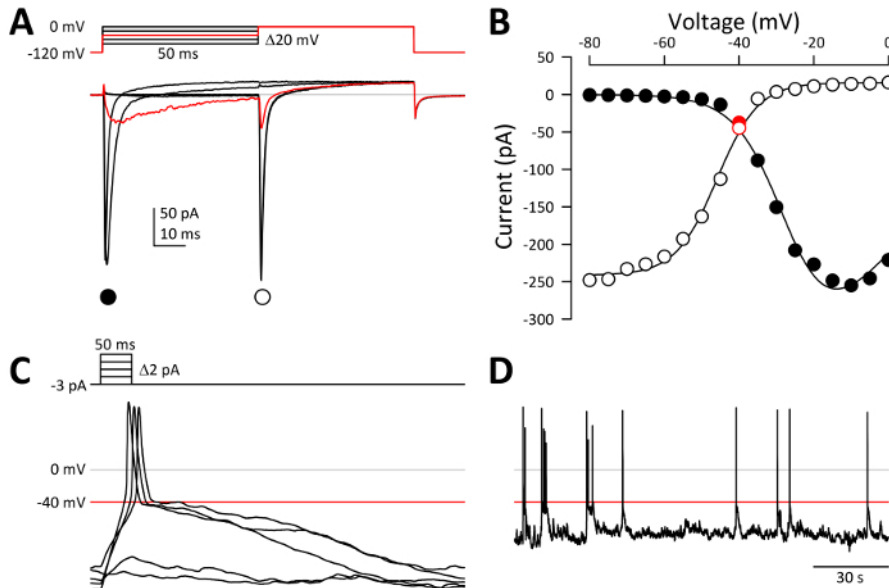 A
0 mV
-120 mV
50 ms
Δ20 mV
50 pA
10 ms
B
Voltage (mV)
-80 -60 -40 -20 0
Current (pA)
50
0
-50
-100
-150
-200
-250
-300
C
50 ms
Δ2 pA
-3 pA
0 mV
-40 mV
D
30 s